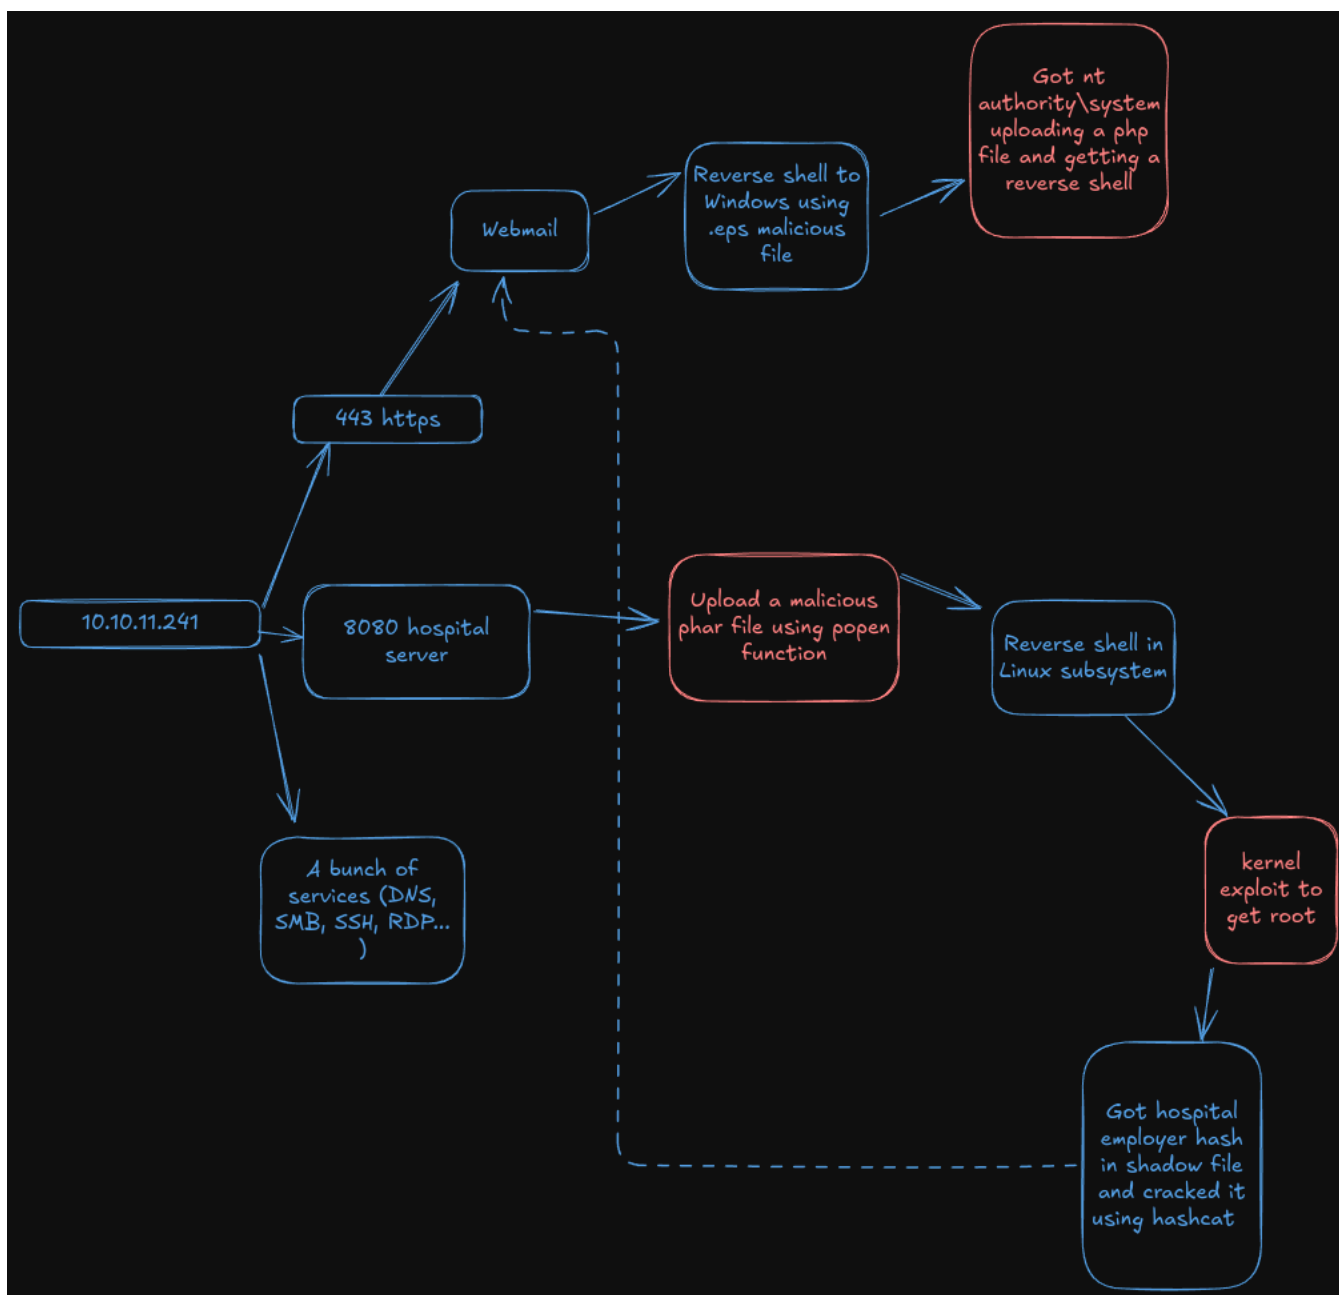 Got nt
authority\system
uploading a php
file and getting a
reverse shell
Reverse shell to
Windows using
.eps malicious
file
Webmail
443 https
10.10.11.241
8080 hospital
server
Upload a malicious
phar file using popen
function
Reverse shell in
Linux subsystem
A bunch of
services (DNS,
SMB, SSH, RDP...
)
kernel
exploit to
get root
Got hospital
employer hash
in shadow file
and cracked it
using hashcat